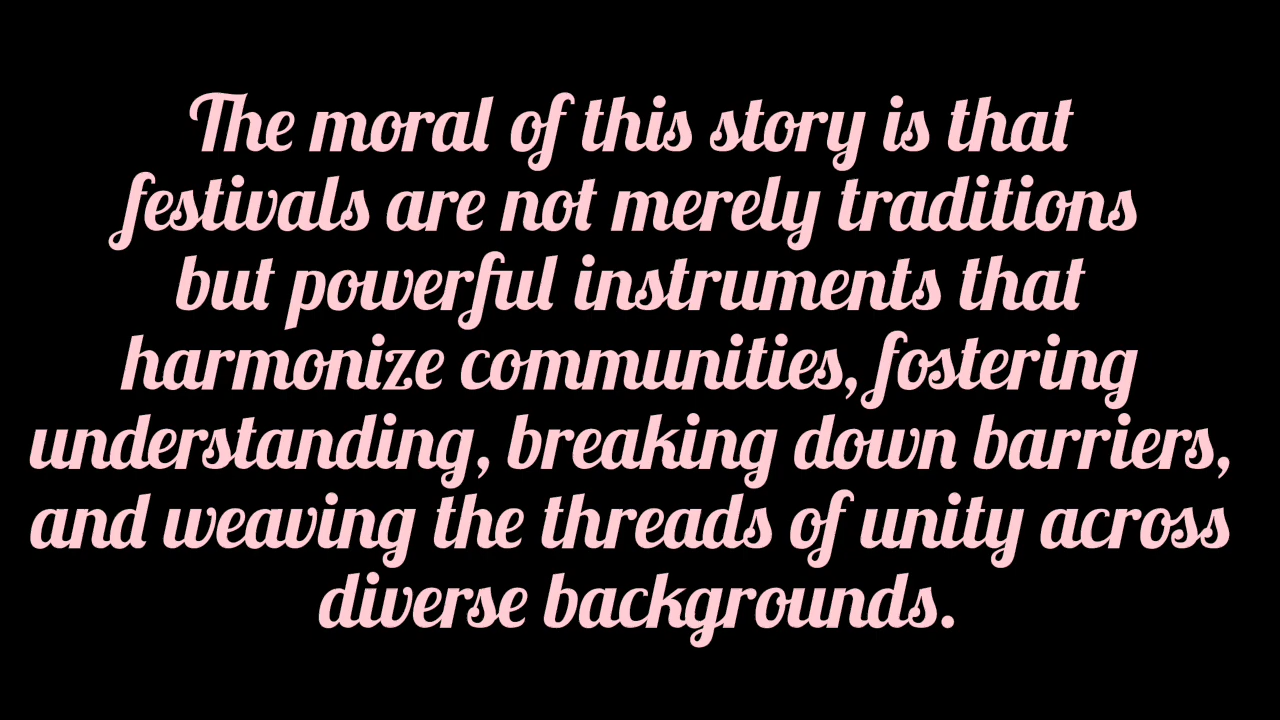 The moral of this story is that
festivals are not merely traditions
but powerful instruments that
harmonize communities, fostering
understanding, breaking down barriers,
and weaving the threads of unity across
diverse backgrounds.